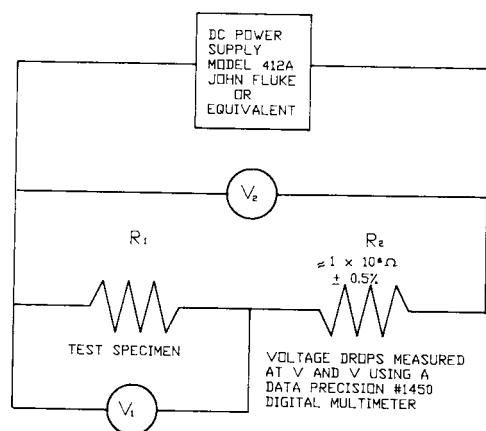 DC POWER
SUPPLY
MODEL 412A
JOHN FLUKE
OR
EQUIVALENT
V₂
R₁
R₂
≈ 1 × 10⁶Ω
± 0.5%
TEST SPECIMEN
VOLTAGE DROPS MEASURED
AT V AND V USING A
DATA PRECISION #1450
DIGITAL MULTIMETER
V₁